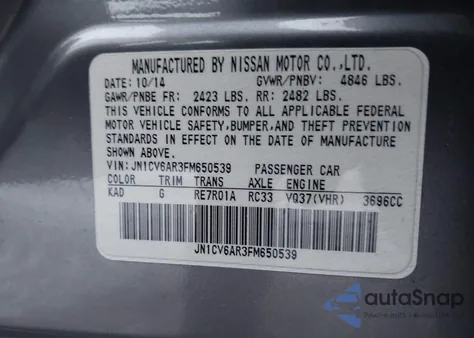 MANUFACTURED BY NISSAN MOTOR CO.,LTD.
DATE: 10/14 GVWR/PNBV: 4846 LBS.
GAWR/PNBE FR: 2423 LBS. RR: 2482 LBS.
THIS VEHICLE CONFORMS TO ALL APPLICABLE FEDERAL
MOTOR VEHICLE SAFETY,BUMPER,AND THEFT PREVENTION
STANDARDS IN EFFECT ON THE DATE OF MANUFACTURE
SHOWN ABOVE.
VIN: JN1CV6AR3FM650539 PASSENGER CAR
COLOR TRIM TRANS AXLE ENGINE
KAD G RE7R01A RC33 VQ37(VHR) 3696CC
JN1CV6AR3FM650539
autoSnap